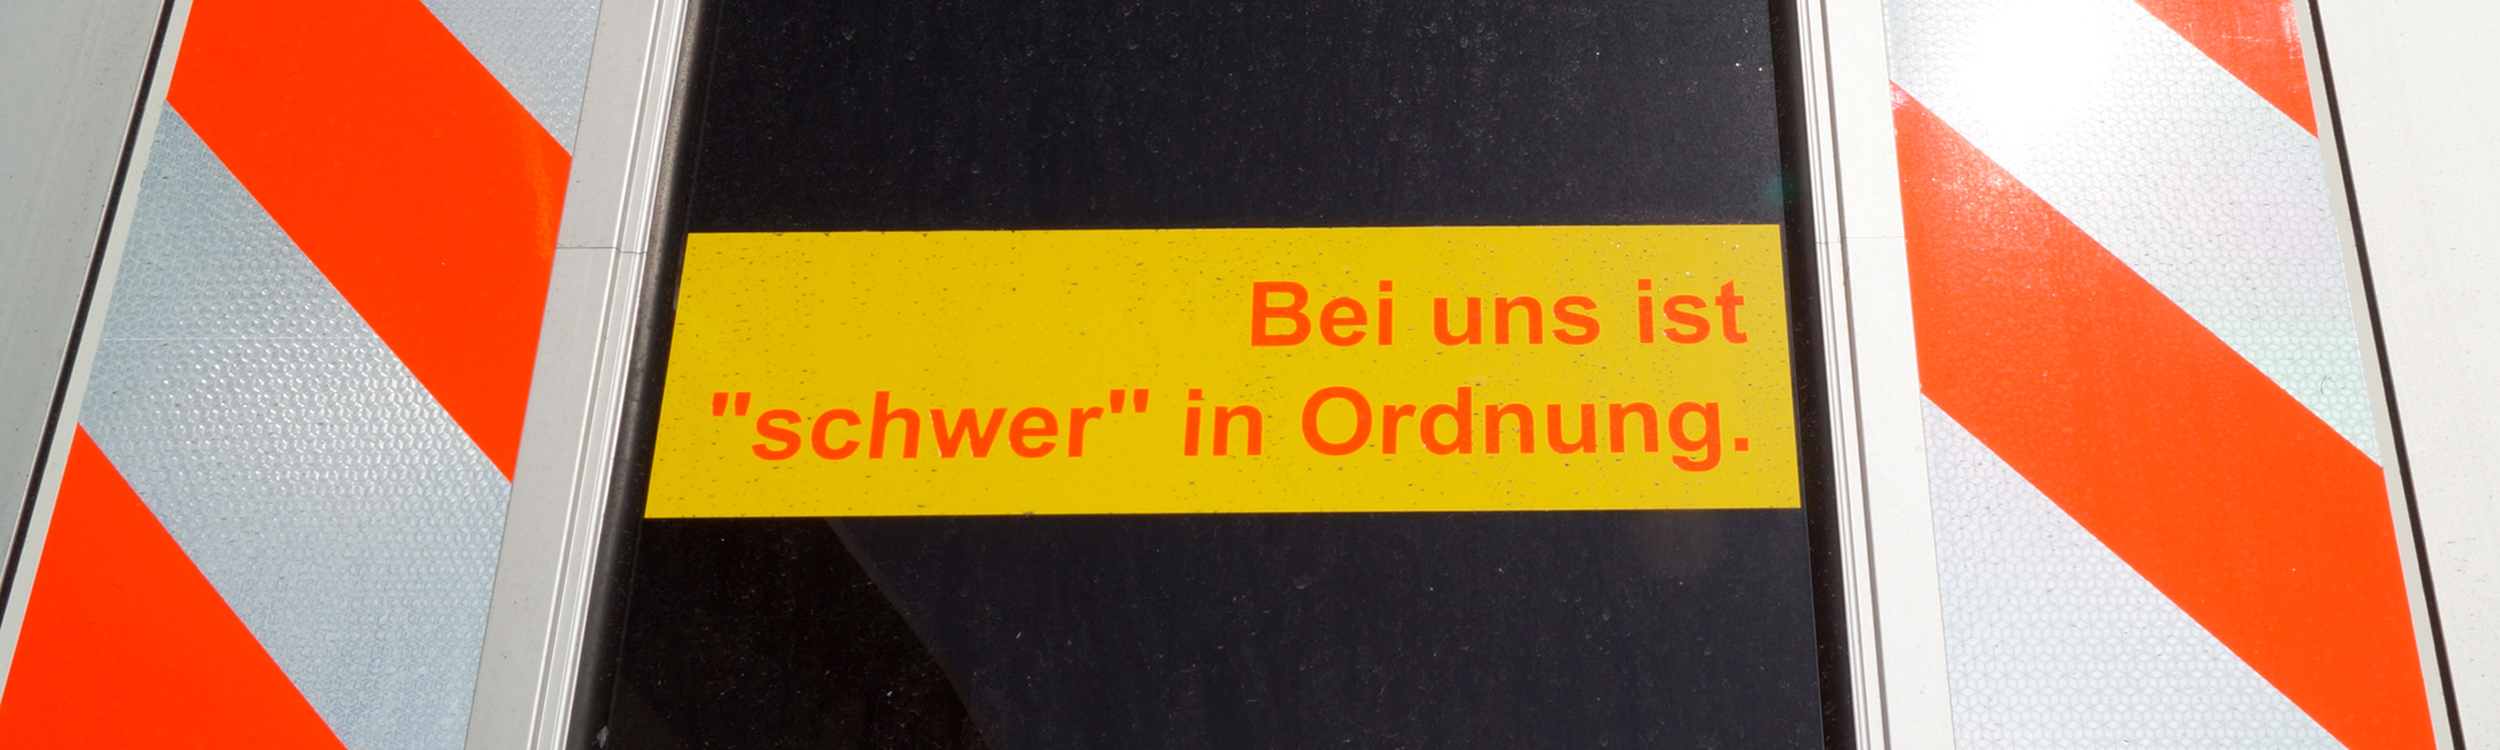 Bei uns ist
"schwer" in Ordnung.